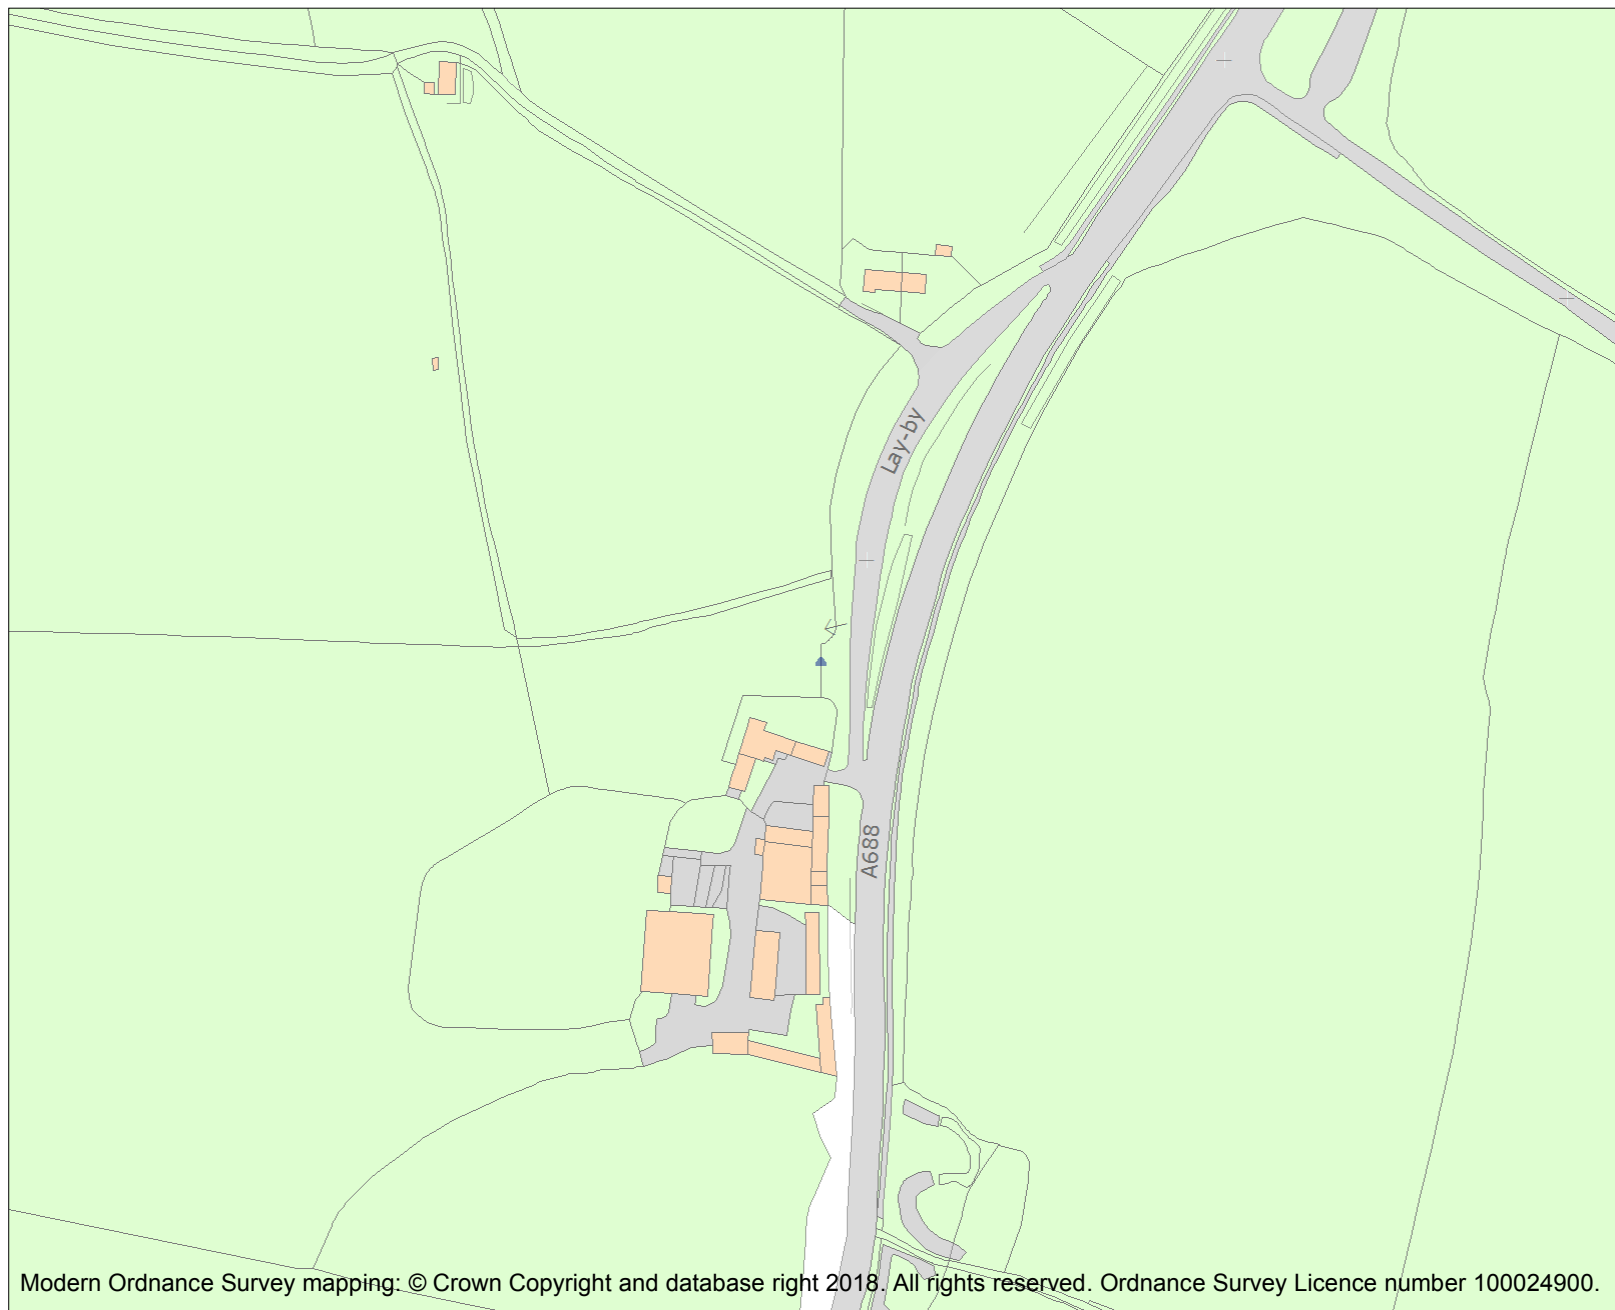 Lay-by
A688
Modern Ordnance Survey mapping: © Crown Copyright and database right 2018. All rights reserved. Ordnance Survey Licence number 100024900.